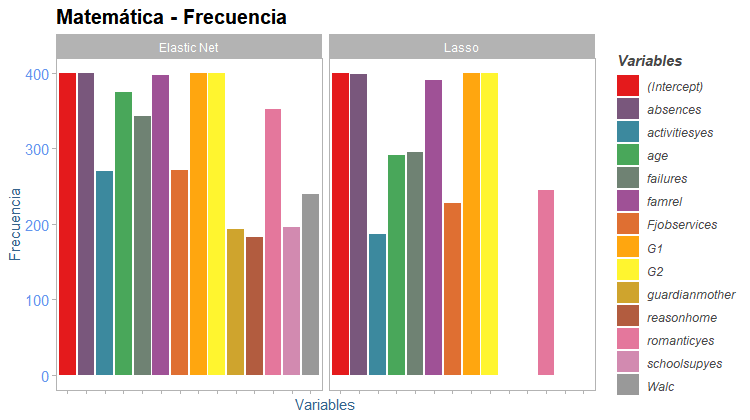 Matemática - Frecuencia
Elastic Net
Lasso
400
300
200
100
0
Frecuencia
Variables
Variables
(Intercept)
absences
activitiesyes
age
failures
famrel
Fjobservices
G1
G2
guardianmother
reasonhome
romanticyes
schoolsupyes
Walc